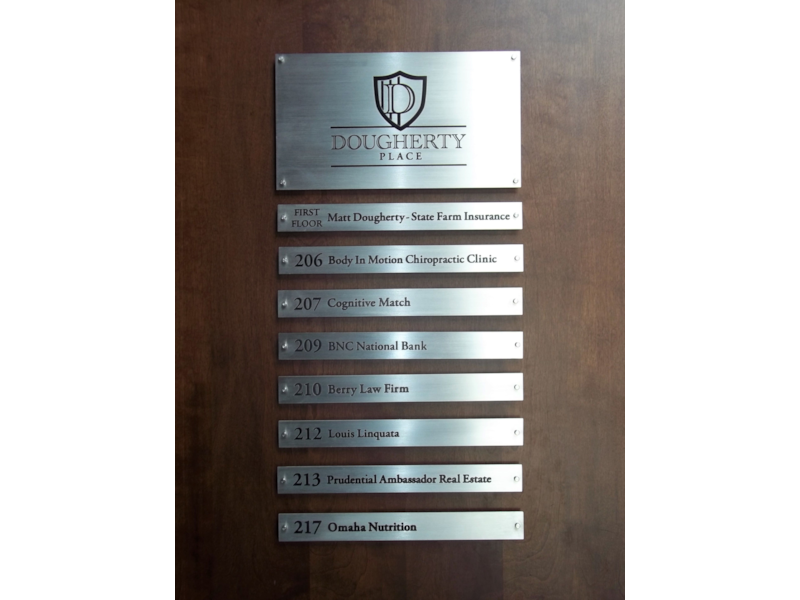 D
DOUGHERTY
PLACE
FIRST
FLOOR Matt Dougherty - State Farm Insurance
206 Body In Motion Chiropractic Clinic
207 Cognitive Match
209 BNC National Bank
210 Berry Law Firm
212 Louis Linquata
213 Prudential Ambassador Real Estate
217 Omaha Nutrition